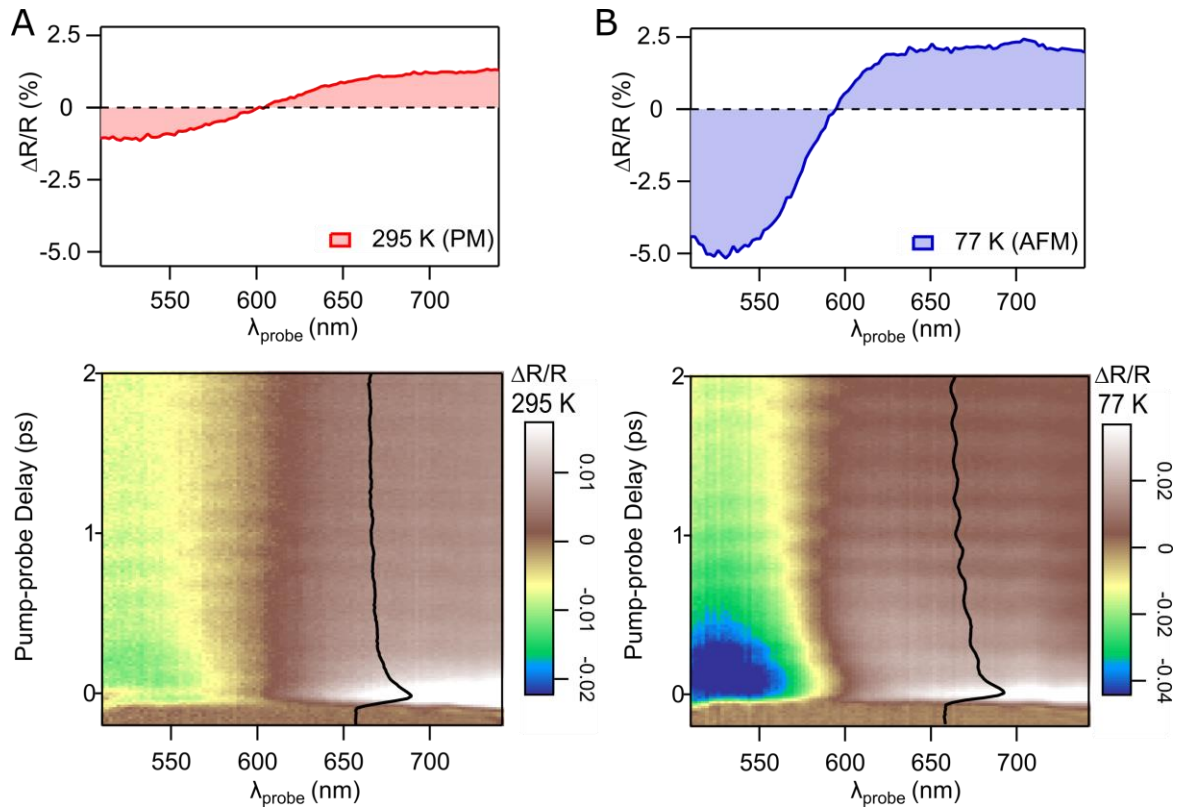 A
2.5
0
-2.5
-5.0
ΔR/R (%)
295 K (PM)
550 600 650 700
λprobe (nm)
B
2.5
0
-2.5
-5.0
ΔR/R (%)
77 K (AFM)
550 600 650 700
λprobe (nm)
2
1
0
Pump-probe Delay (ps)
550 600 650 700
λprobe (nm)
ΔR/R
295 K
0.01
0
-0.01
-0.02
2
1
0
Pump-probe Delay (ps)
550 600 650 700
λprobe (nm)
ΔR/R
77 K
0.02
0
-0.02
-0.04